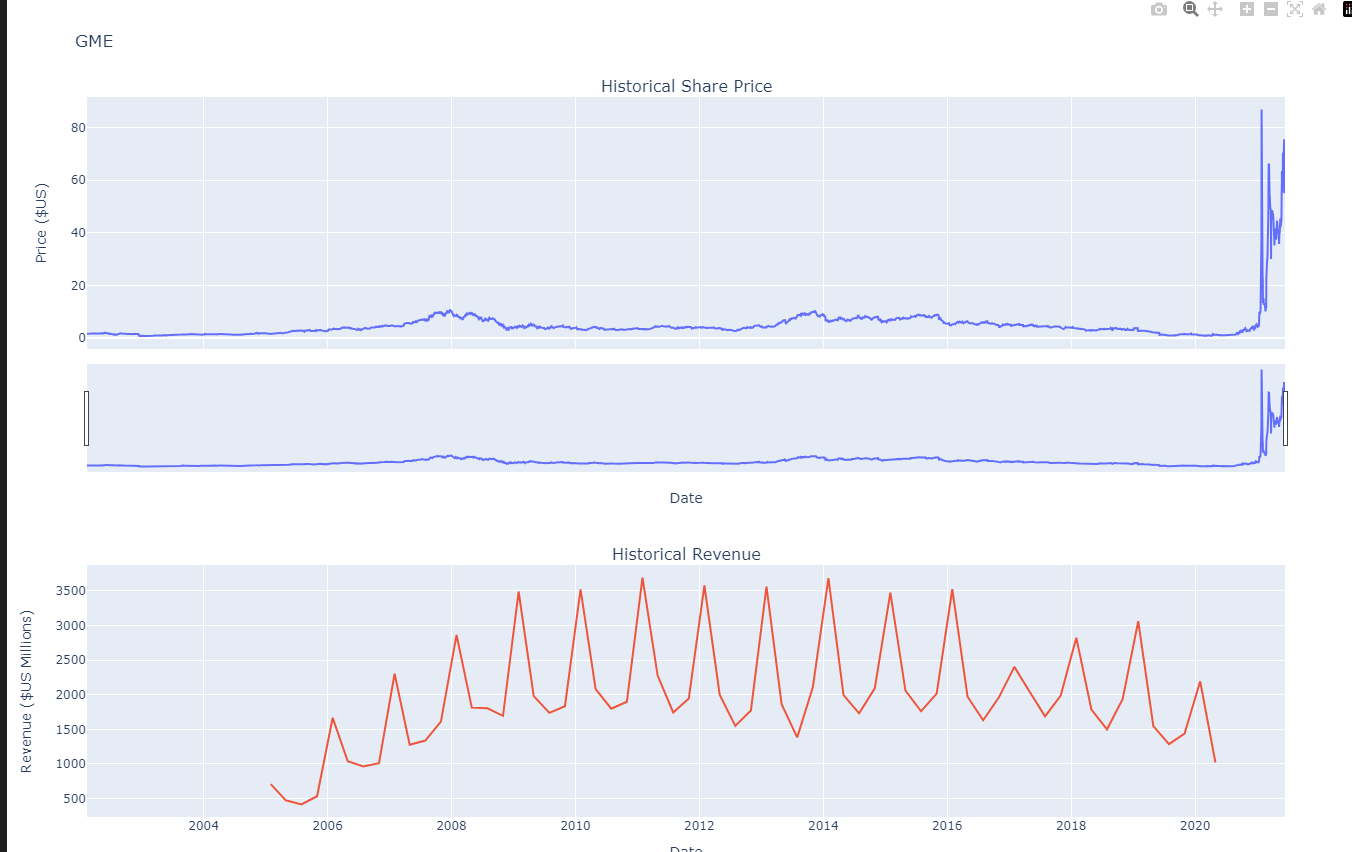 GME
Historical Share Price
Price ($US)
80
60
40
20
0
Date
Historical Revenue
Revenue ($US Millions)
3500
3000
2500
2000
1500
1000
500
2004 2006 2008 2010 2012 2014 2016 2018 2020
Date